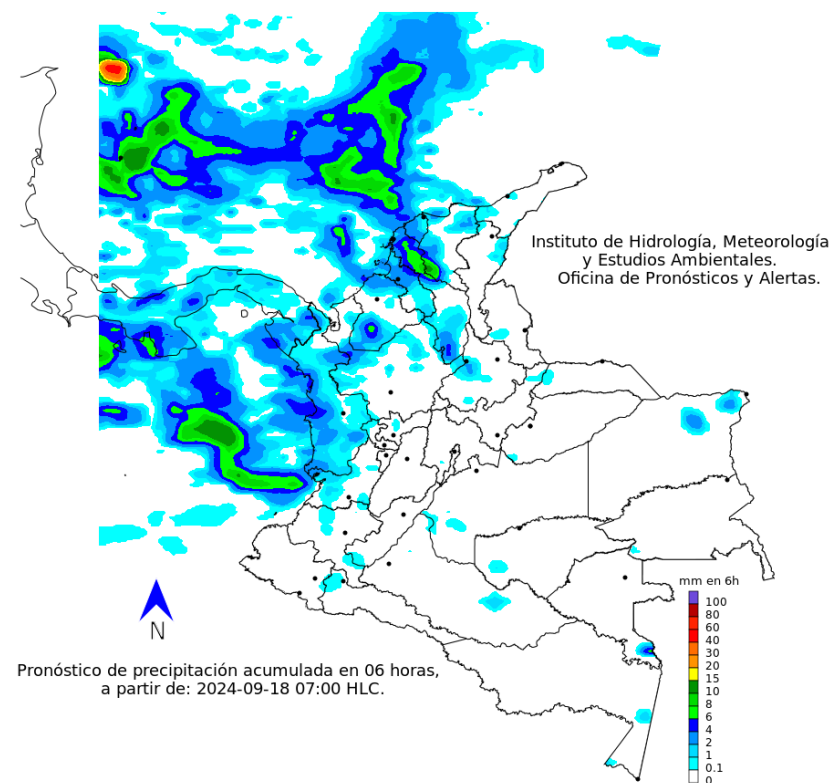 Instituto de Hidrología, Meteorología
y Estudios Ambientales.
Oficina de Pronósticos y Alertas.
N
Pronóstico de precipitación acumulada en 06 horas,
a partir de: 2024-09-18 07:00 HLC.
mm en 6h
100
80
60
40
30
20
15
10
8
6
4
2
1
0.1
0